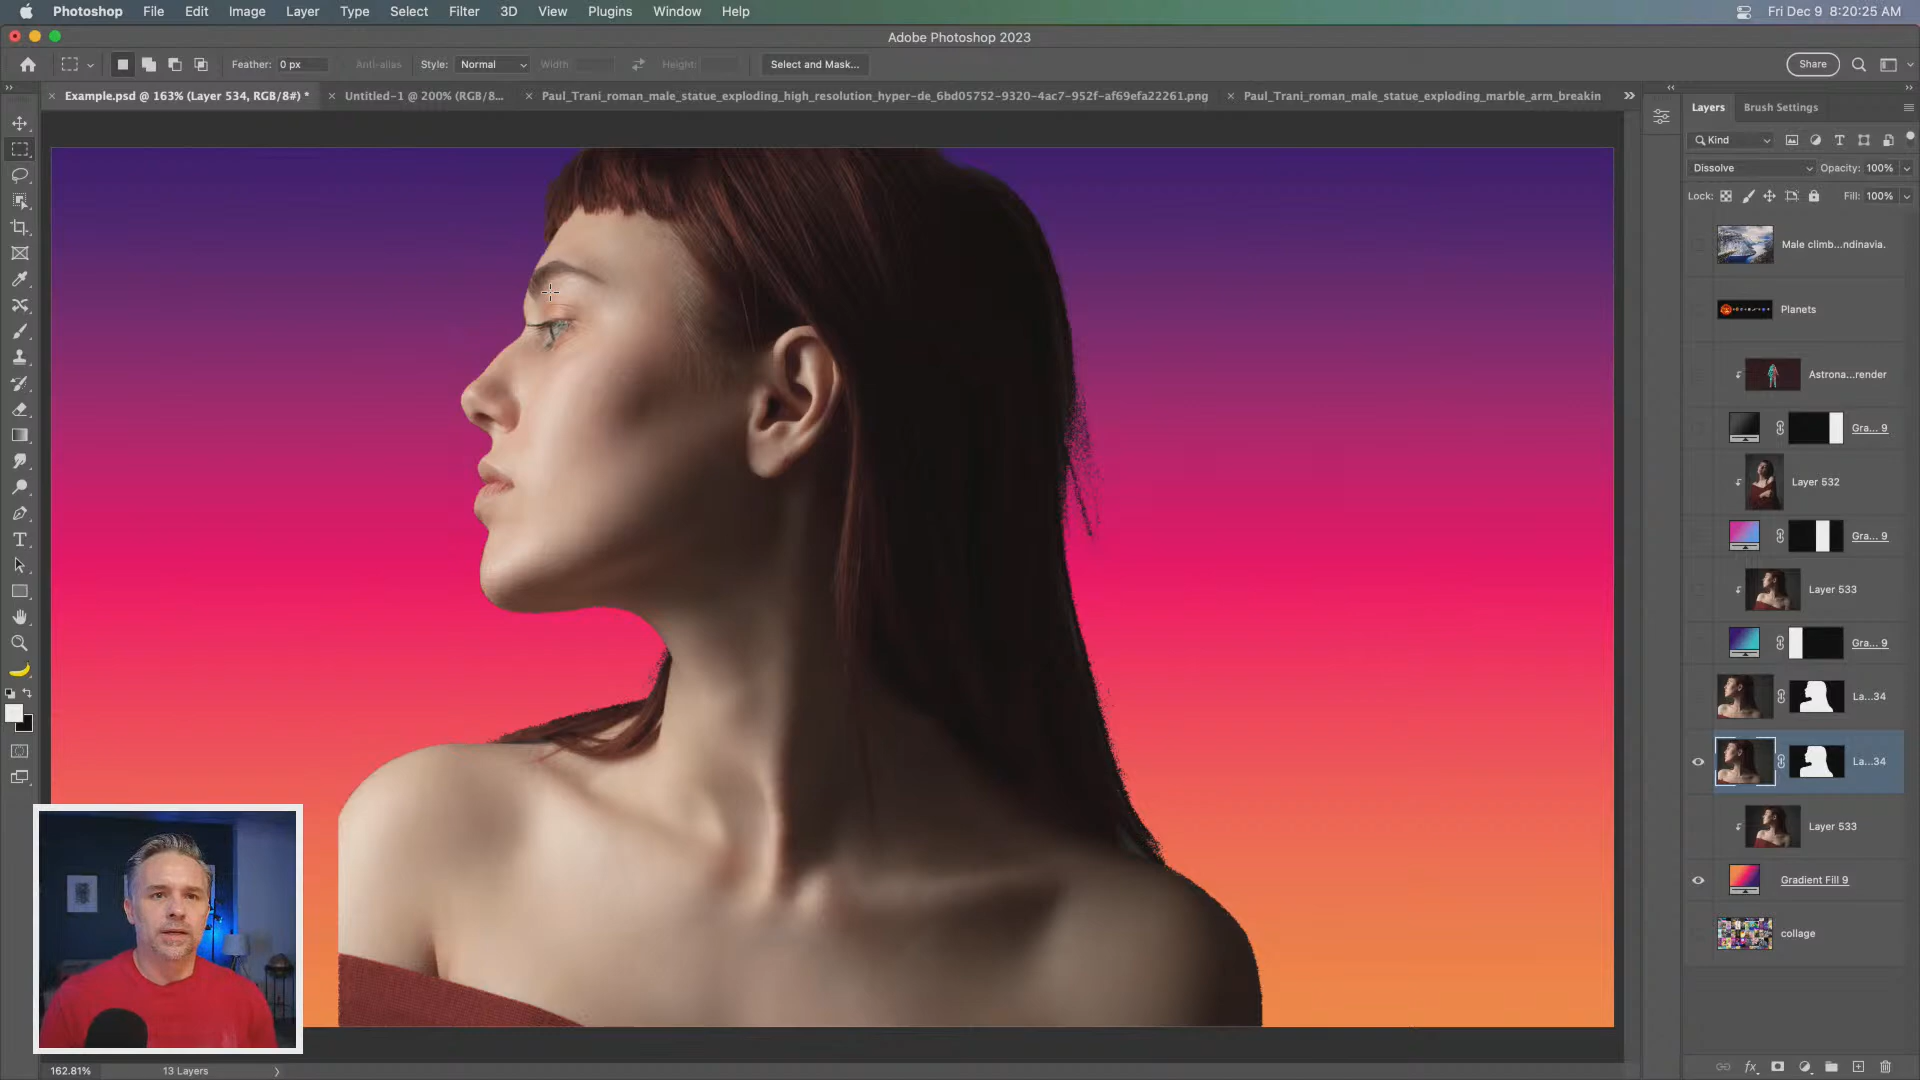 Photoshop File Edit Image Layer Type Select Filter 3D View Plugins Window Help Fri Dec 9 8:20:25 AM
Adobe Photoshop 2023
Feather: 0 px Anti-alias Style: Normal Width: Height: Select and Mask... Share
Example.psd @ 163% (Layer 534, RGB/8#) * Untitled-1 @ 200% (RGB/8... Paul_Trani_roman_male_statue_exploding_high_resolution_hyper-de_6bd05752-9320-4ac7-952f-af69efa22261.png Paul_Trani_roman_male_statue_exploding_marble_arm_breakin
Layers Brush Settings
Kind
Dissolve Opacity: 100%
Lock: Fill: 100%
Male climb...ndinavia.
Planets
Astrona...render
Gra... 9
Layer 532
Gra... 9
Layer 533
Gra... 9
La...34
La...34
Layer 533
Gradient Fill 9
collage
162.81% 13 Layers